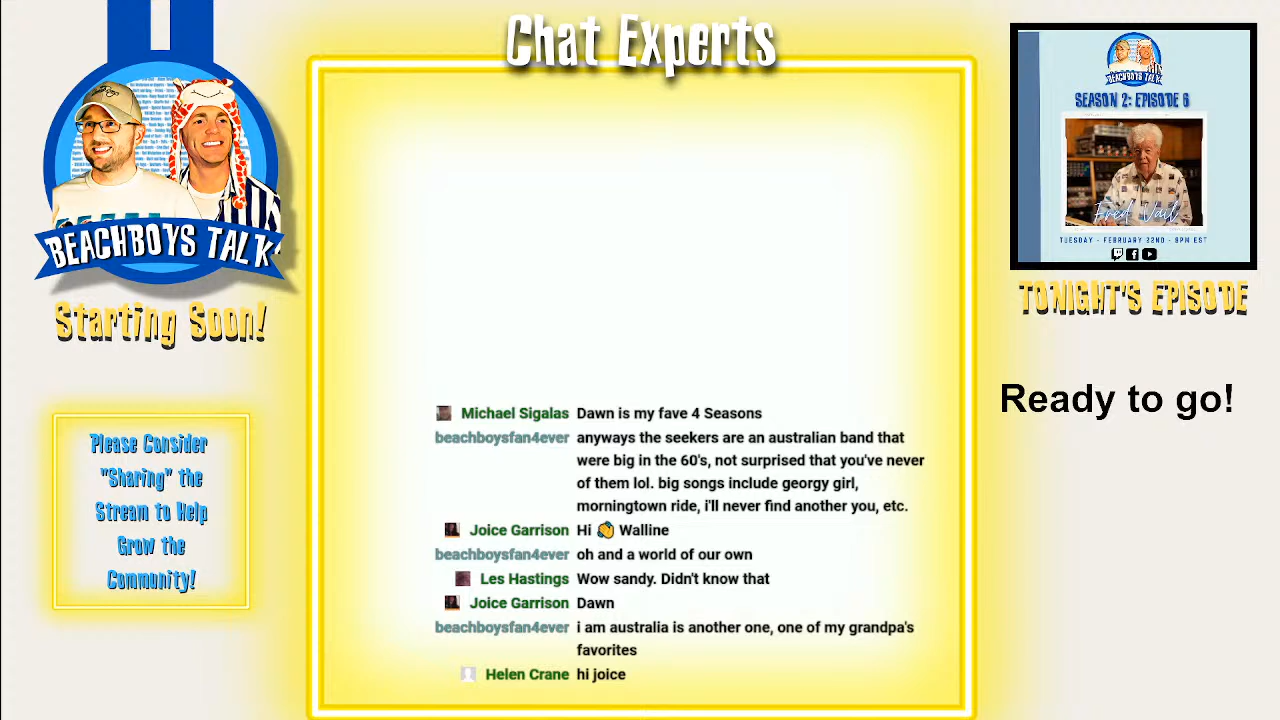 Chat Experts
BEACHBOYS TALK
Starting Soon!
Please Consider
"Sharing" the
Stream to Help
Grow the
Community!
Michael Sigalas Dawn is my fave 4 Seasons
beachboysfan4ever anyways the seekers are an australian band that
were big in the 60's, not surprised that you've never
of them lol. big songs include georgy girl,
morningtown ride, i'll never find another you, etc.
Joice Garrison Hi 👏 Walline
beachboysfan4ever oh and a world of our own
Les Hastings Wow sandy. Didn't know that
Joice Garrison Dawn
beachboysfan4ever i am australia is another one, one of my grandpa's
favorites
Helen Crane hi joice
BEACHBOYS TALK
SEASON 2: EPISODE 6
Fred Vail
TUESDAY - FEBRUARY 22ND - 8PM EST
TONIGHT'S EPISODE
Ready to go!